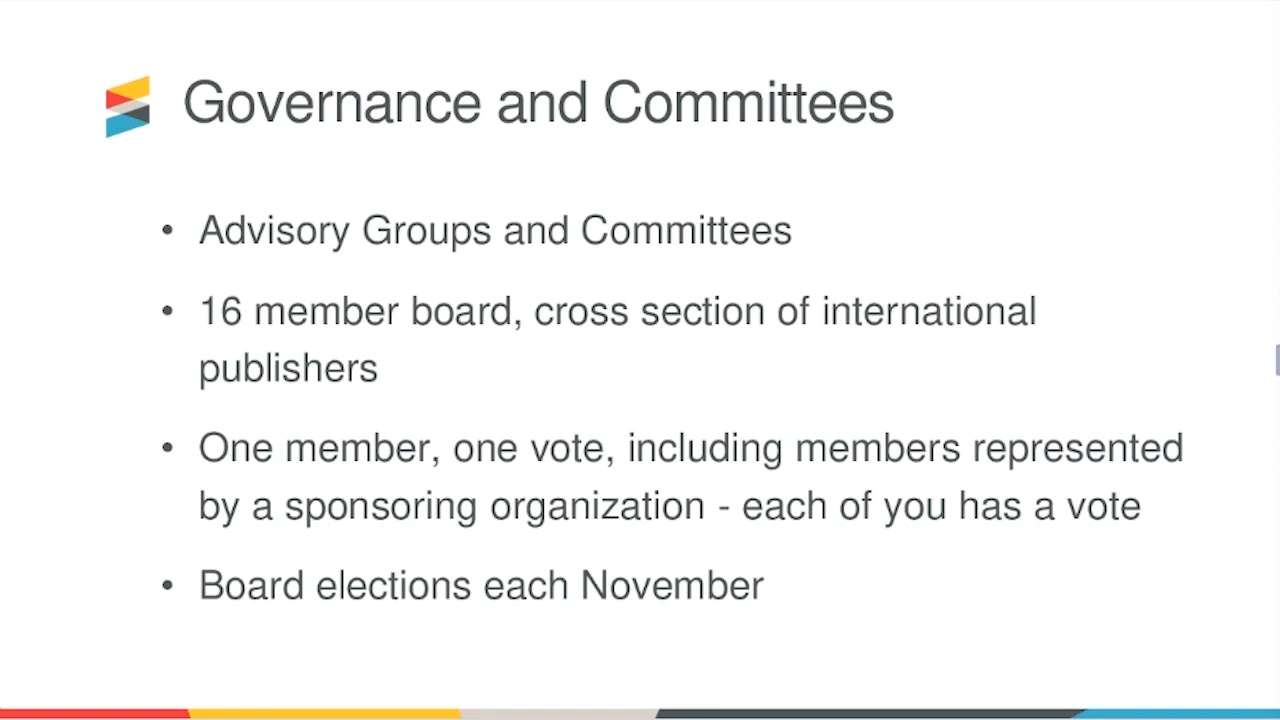 Governance and Committees
• Advisory Groups and Committees
• 16 member board, cross section of international
publishers
• One member, one vote, including members represented
by a sponsoring organization - each of you has a vote
• Board elections each November